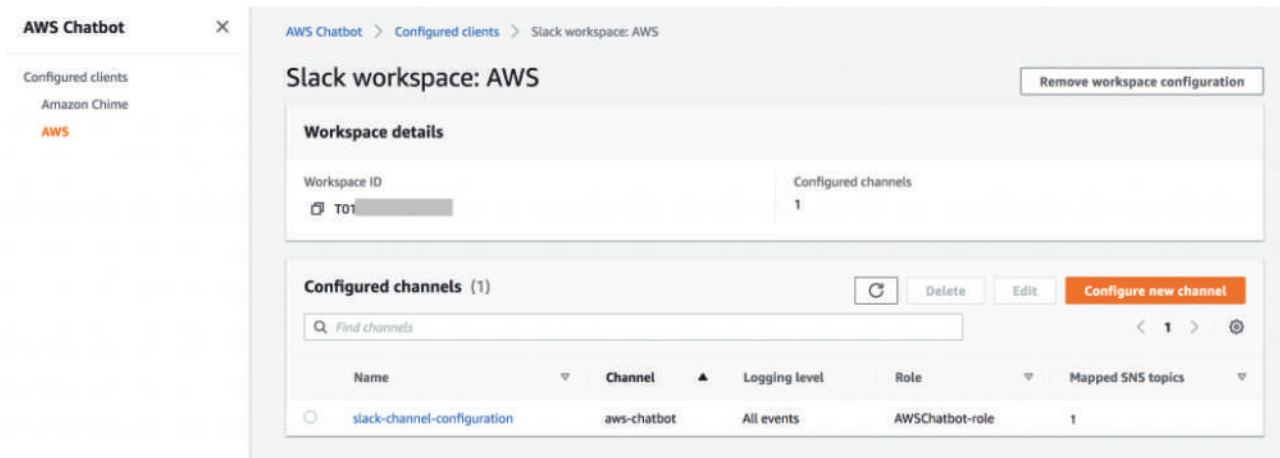 AWS Chatbot
Configured clients
Amazon Chime
AWS
AWS Chatbot > Configured clients > Slack workspace: AWS
Slack workspace: AWS
Remove workspace configuration
Workspace details
Workspace ID
T01
Configured channels
1
Configured channels (1)
Delete
Edit
Configure new channel
Find channels
< 1 >
Name Channel Logging level Role Mapped SNS topics
slack-channel-configuration aws-chatbot All events AWSChatbot-role 1